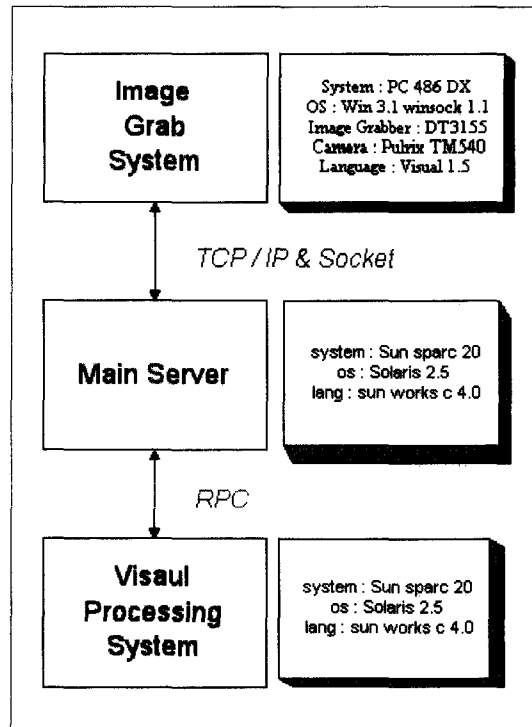 Image
Grab
System
System : PC 486 DX
OS : Win 3.1 winsock 1.1
Image Grabber : DT3155
Camera : Pulrix TM540
Language : Visual 1.5
TCP / IP & Socket
Main Server
system : Sun sparc 20
os : Solaris 2.5
lang : sun works c 4.0
RPC
Visaul
Processing
System
system : Sun sparc 20
os : Solaris 2.5
lang : sun works c 4.0